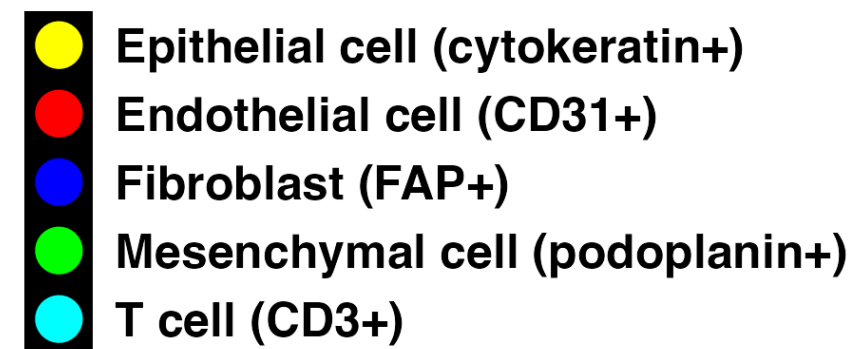 Epithelial cell (cytokeratin+)
Endothelial cell (CD31+)
Fibroblast (FAP+)
Mesenchymal cell (podoplanin+)
T cell (CD3+)